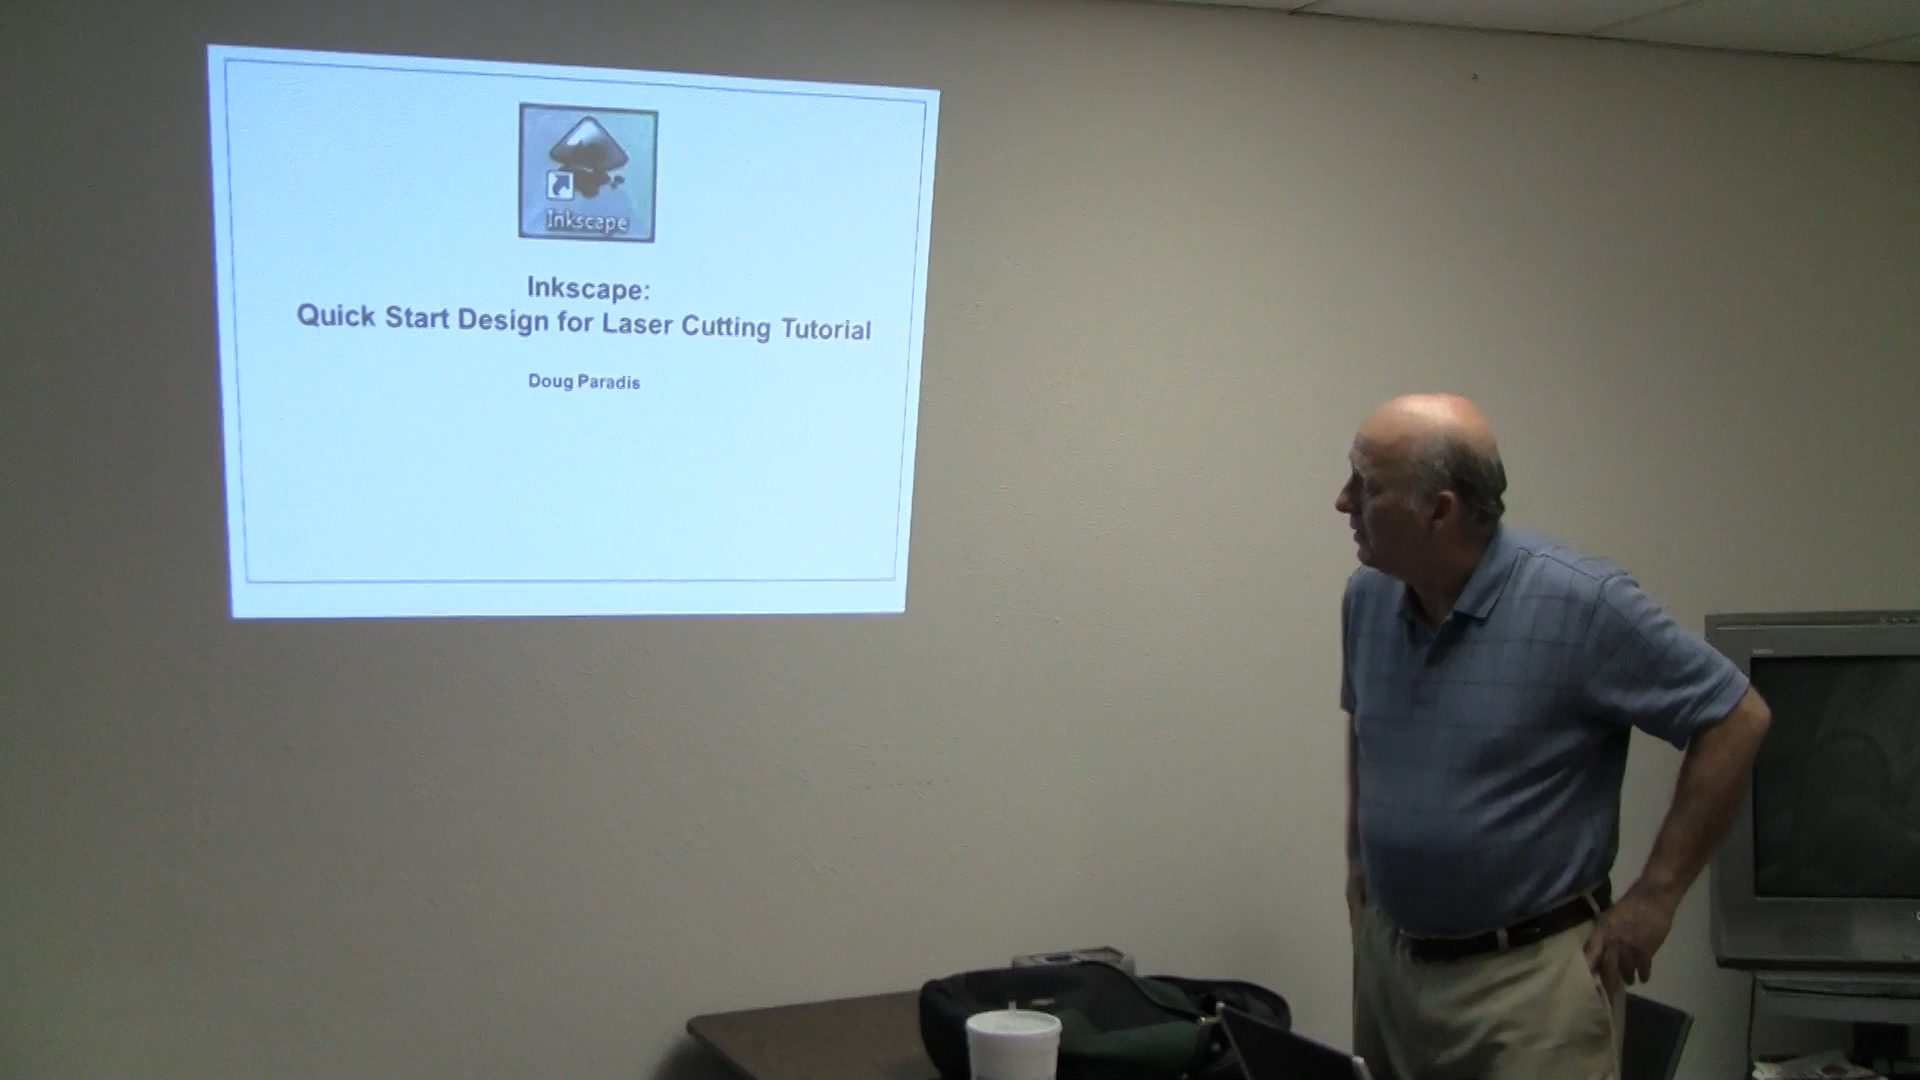 Inkscape
Inkscape:
Quick Start Design for Laser Cutting Tutorial
Doug Paradis